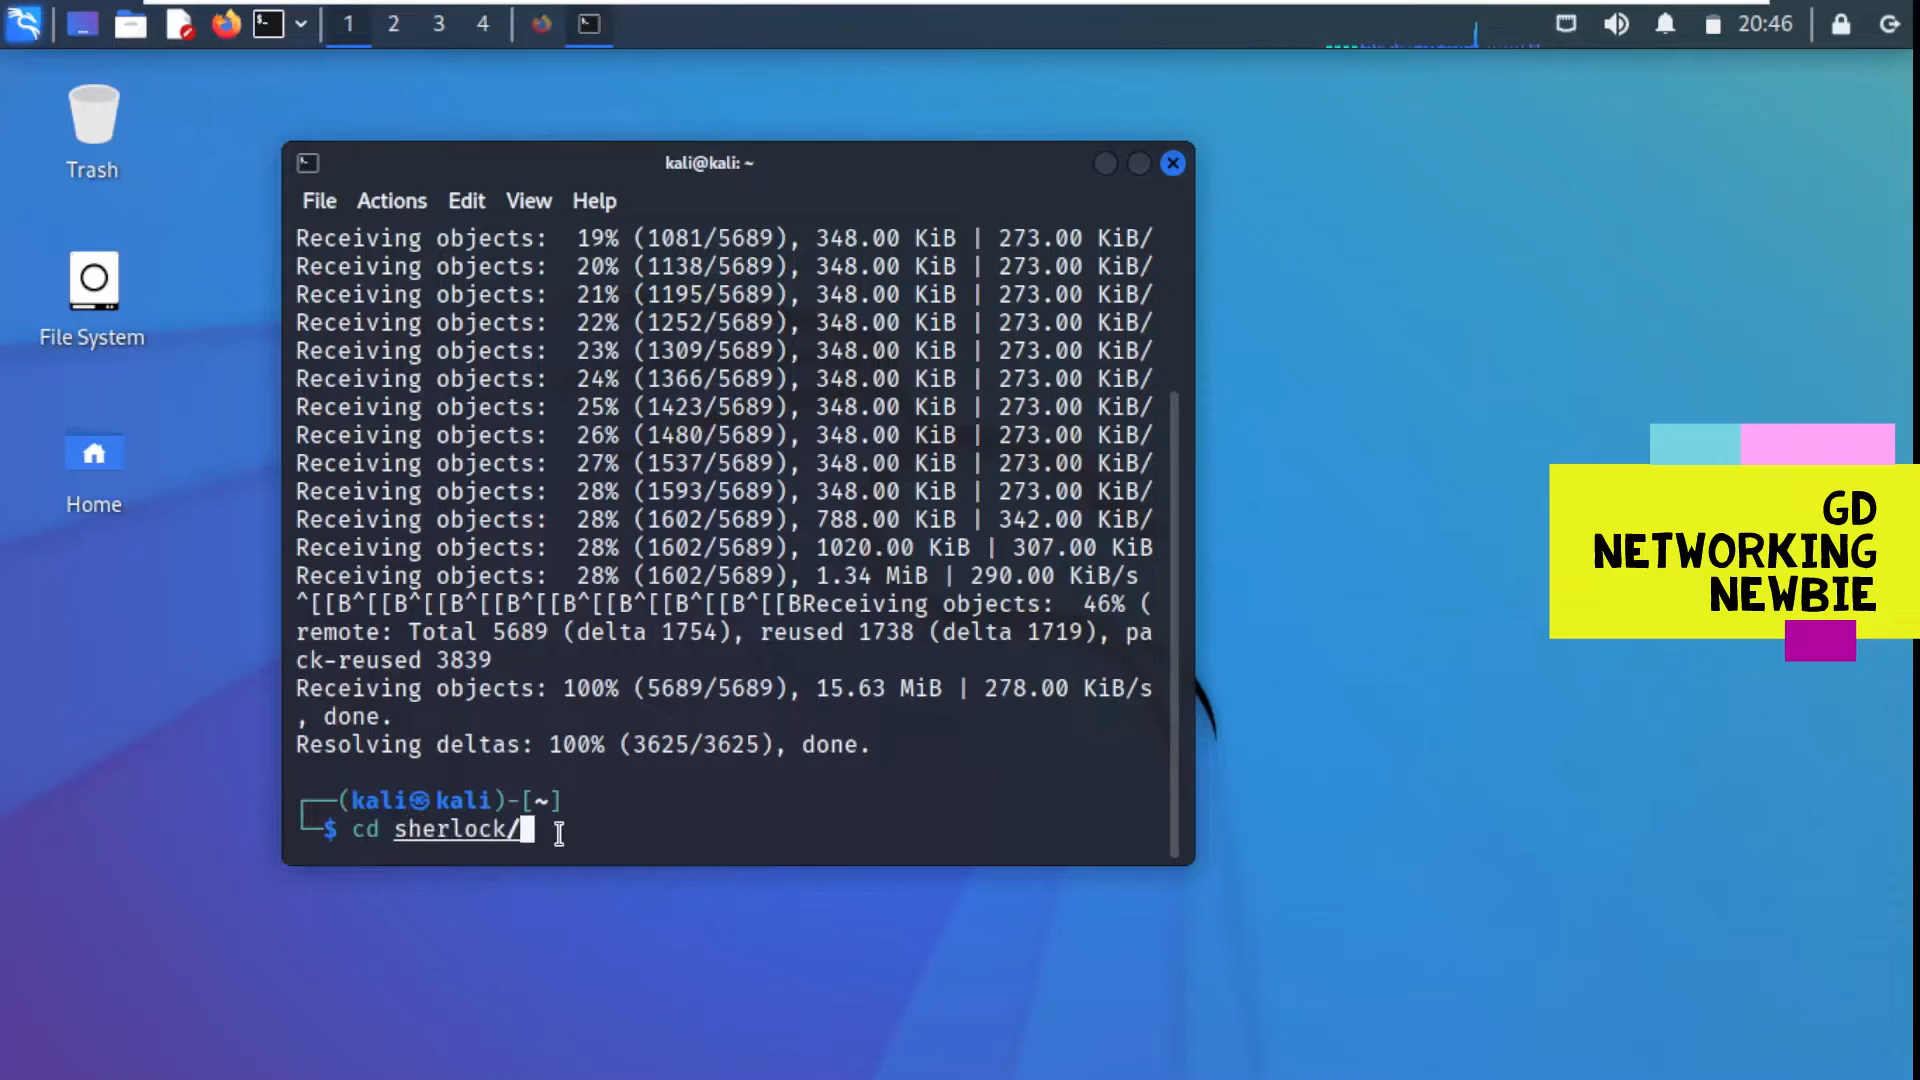 1 2 3 4
20:46
Trash
File System
Home
kali@kali: ~
File Actions Edit View Help
Receiving objects:  19% (1081/5689), 348.00 KiB | 273.00 KiB/
Receiving objects:  20% (1138/5689), 348.00 KiB | 273.00 KiB/
Receiving objects:  21% (1195/5689), 348.00 KiB | 273.00 KiB/
Receiving objects:  22% (1252/5689), 348.00 KiB | 273.00 KiB/
Receiving objects:  23% (1309/5689), 348.00 KiB | 273.00 KiB/
Receiving objects:  24% (1366/5689), 348.00 KiB | 273.00 KiB/
Receiving objects:  25% (1423/5689), 348.00 KiB | 273.00 KiB/
Receiving objects:  26% (1480/5689), 348.00 KiB | 273.00 KiB/
Receiving objects:  27% (1537/5689), 348.00 KiB | 273.00 KiB/
Receiving objects:  28% (1593/5689), 348.00 KiB | 273.00 KiB/
Receiving objects:  28% (1602/5689), 788.00 KiB | 342.00 KiB/
Receiving objects:  28% (1602/5689), 1020.00 KiB | 307.00 KiB
Receiving objects:  28% (1602/5689), 1.34 MiB | 290.00 KiB/s
^[[B^[[B^[[B^[[B^[[B^[[B^[[B^[[B^[[BReceiving objects:  46% (
remote: Total 5689 (delta 1754), reused 1738 (delta 1719), pa
ck-reused 3839
Receiving objects: 100% (5689/5689), 15.63 MiB | 278.00 KiB/s
, done.
Resolving deltas: 100% (3625/3625), done.
┌──(kali㉿kali)-[~]
└─$ cd sherlock/
GD
NETWORKING
NEWBIE